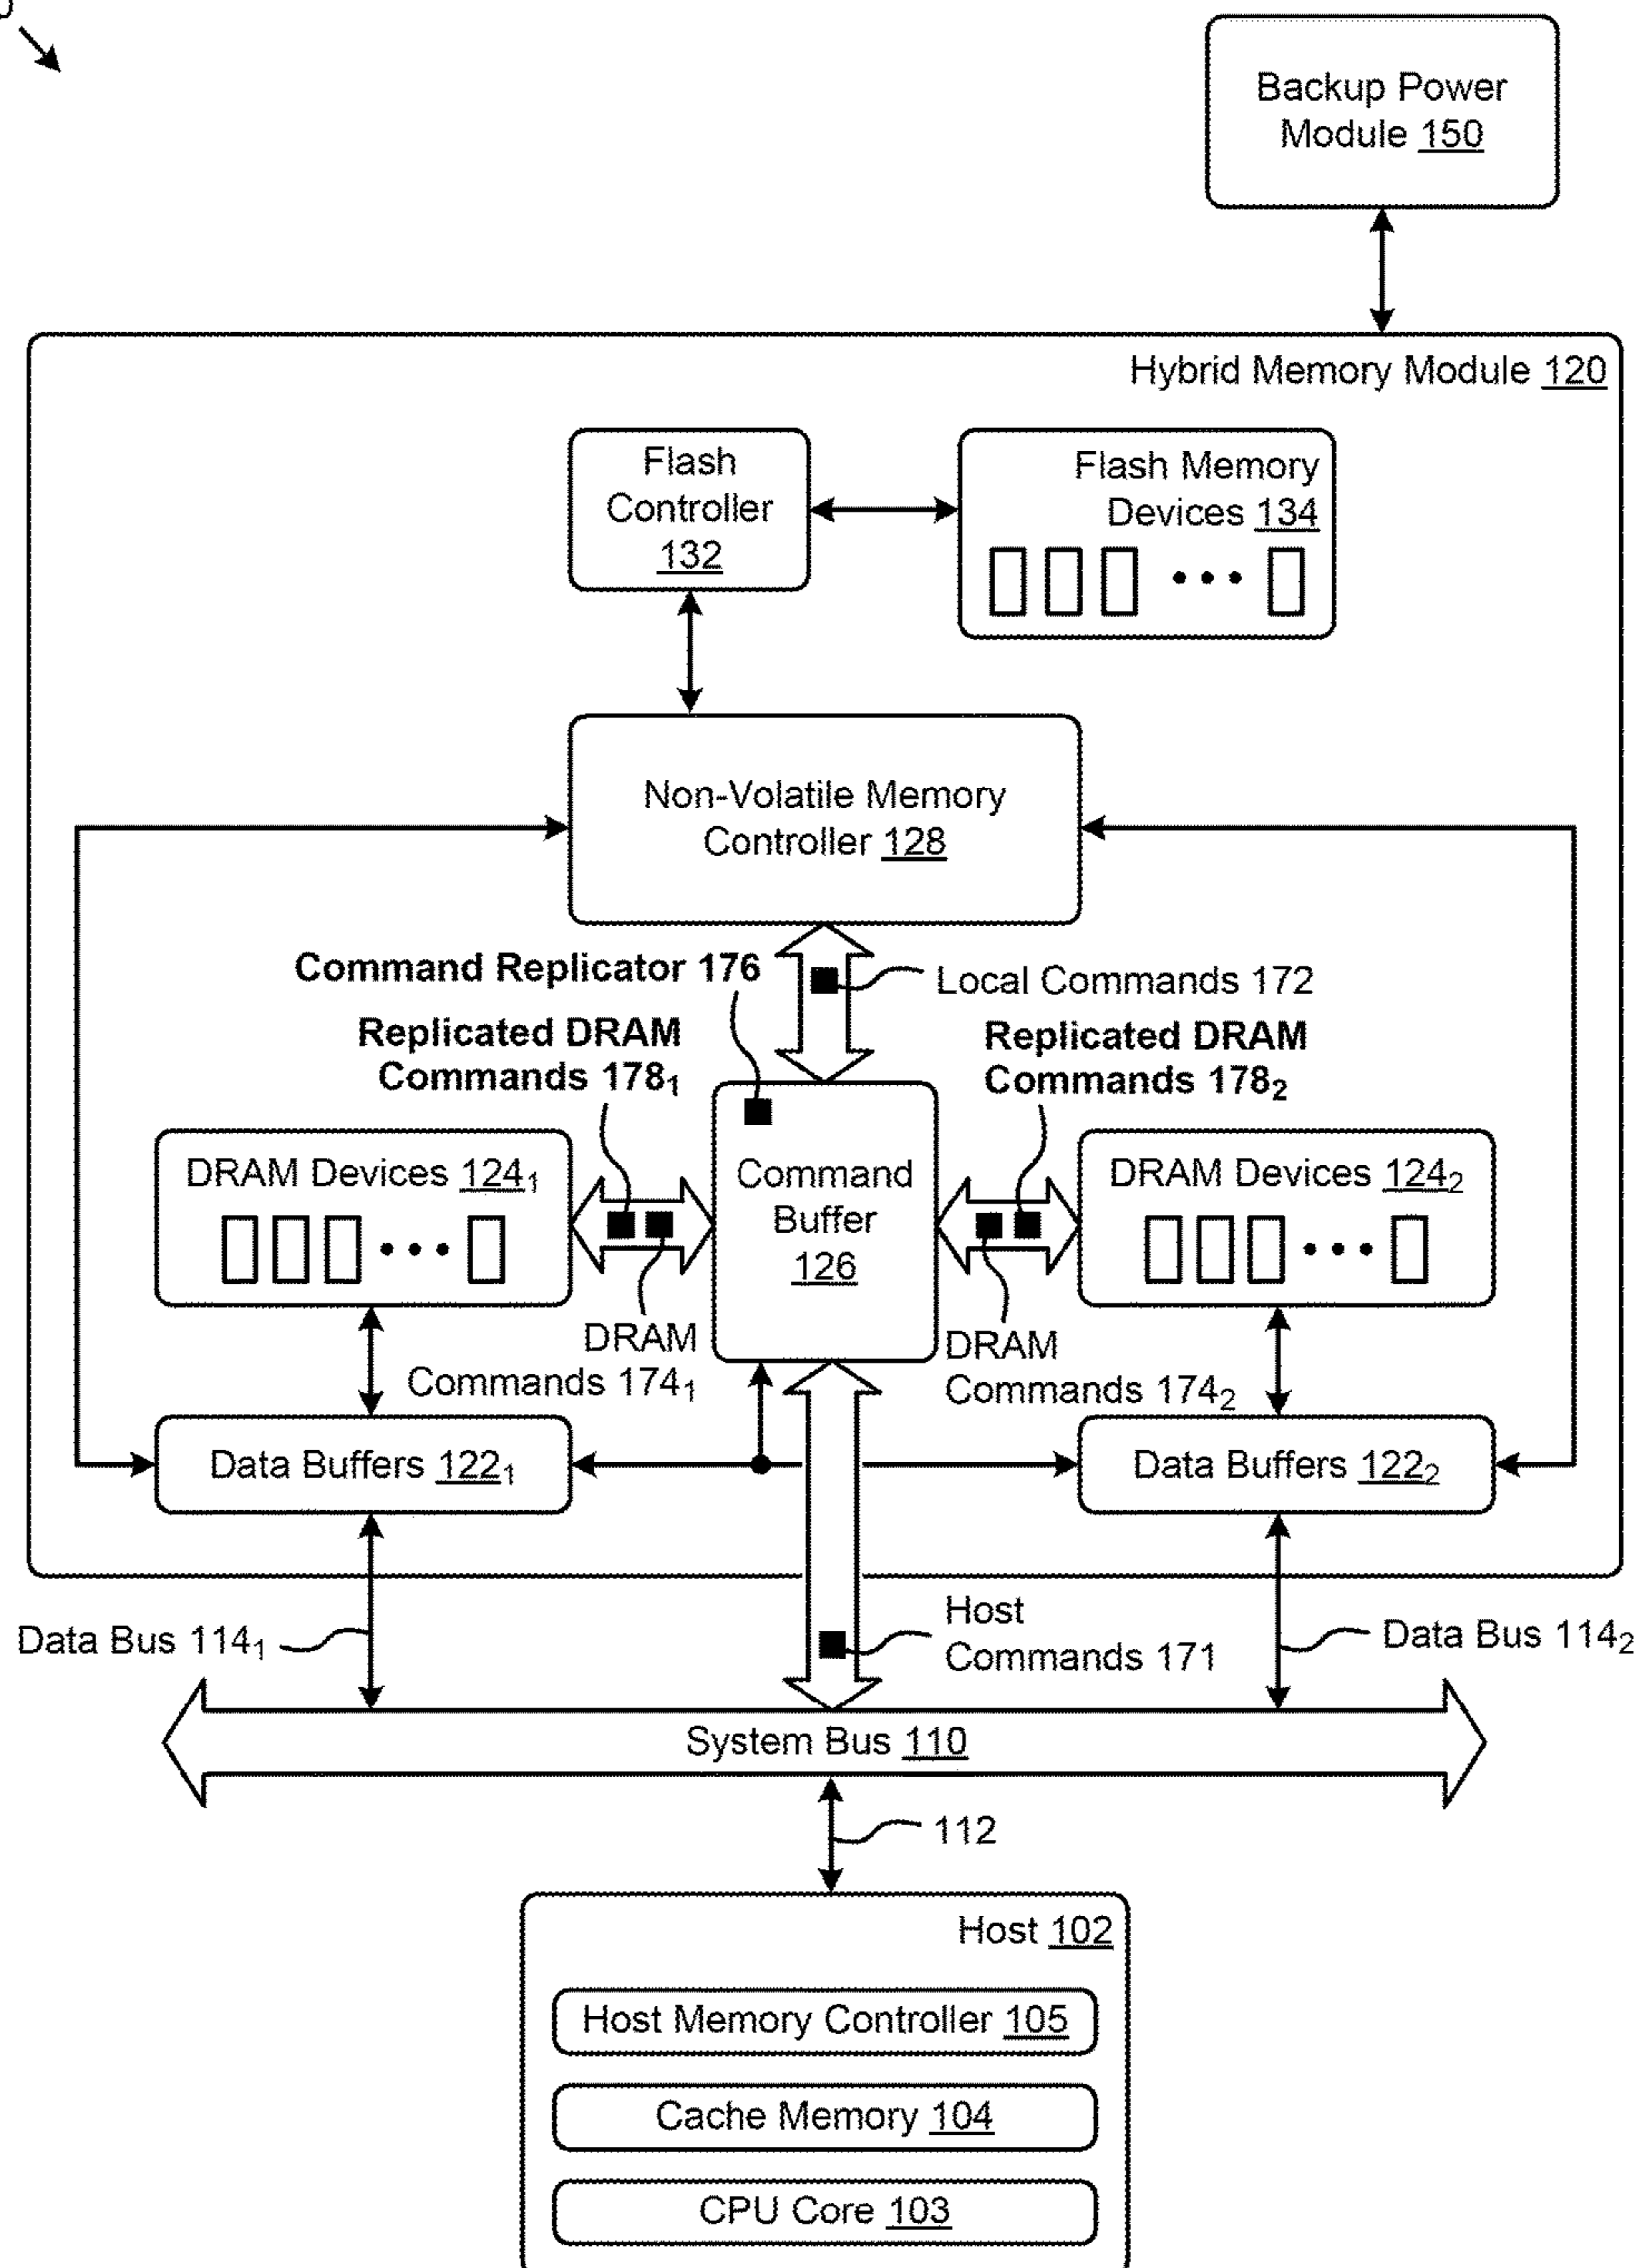 Backup Power
Module 150
Hybrid Memory Module 120
Flash
Controller
132
Flash Memory
Devices 134
Non-Volatile Memory
Controller 128
Command Replicator 176
Local Commands 172
Replicated DRAM
Commands 178₁
Replicated DRAM
Commands 178₂
DRAM Devices 124₁
Command
Buffer
126
DRAM Devices 124₂
DRAM
Commands 174₁
DRAM
Commands 174₂
Data Buffers 122₁
Data Buffers 122₂
Data Bus 114₁
Host
Commands 171
Data Bus 114₂
System Bus 110
112
Host 102
Host Memory Controller 105
Cache Memory 104
CPU Core 103